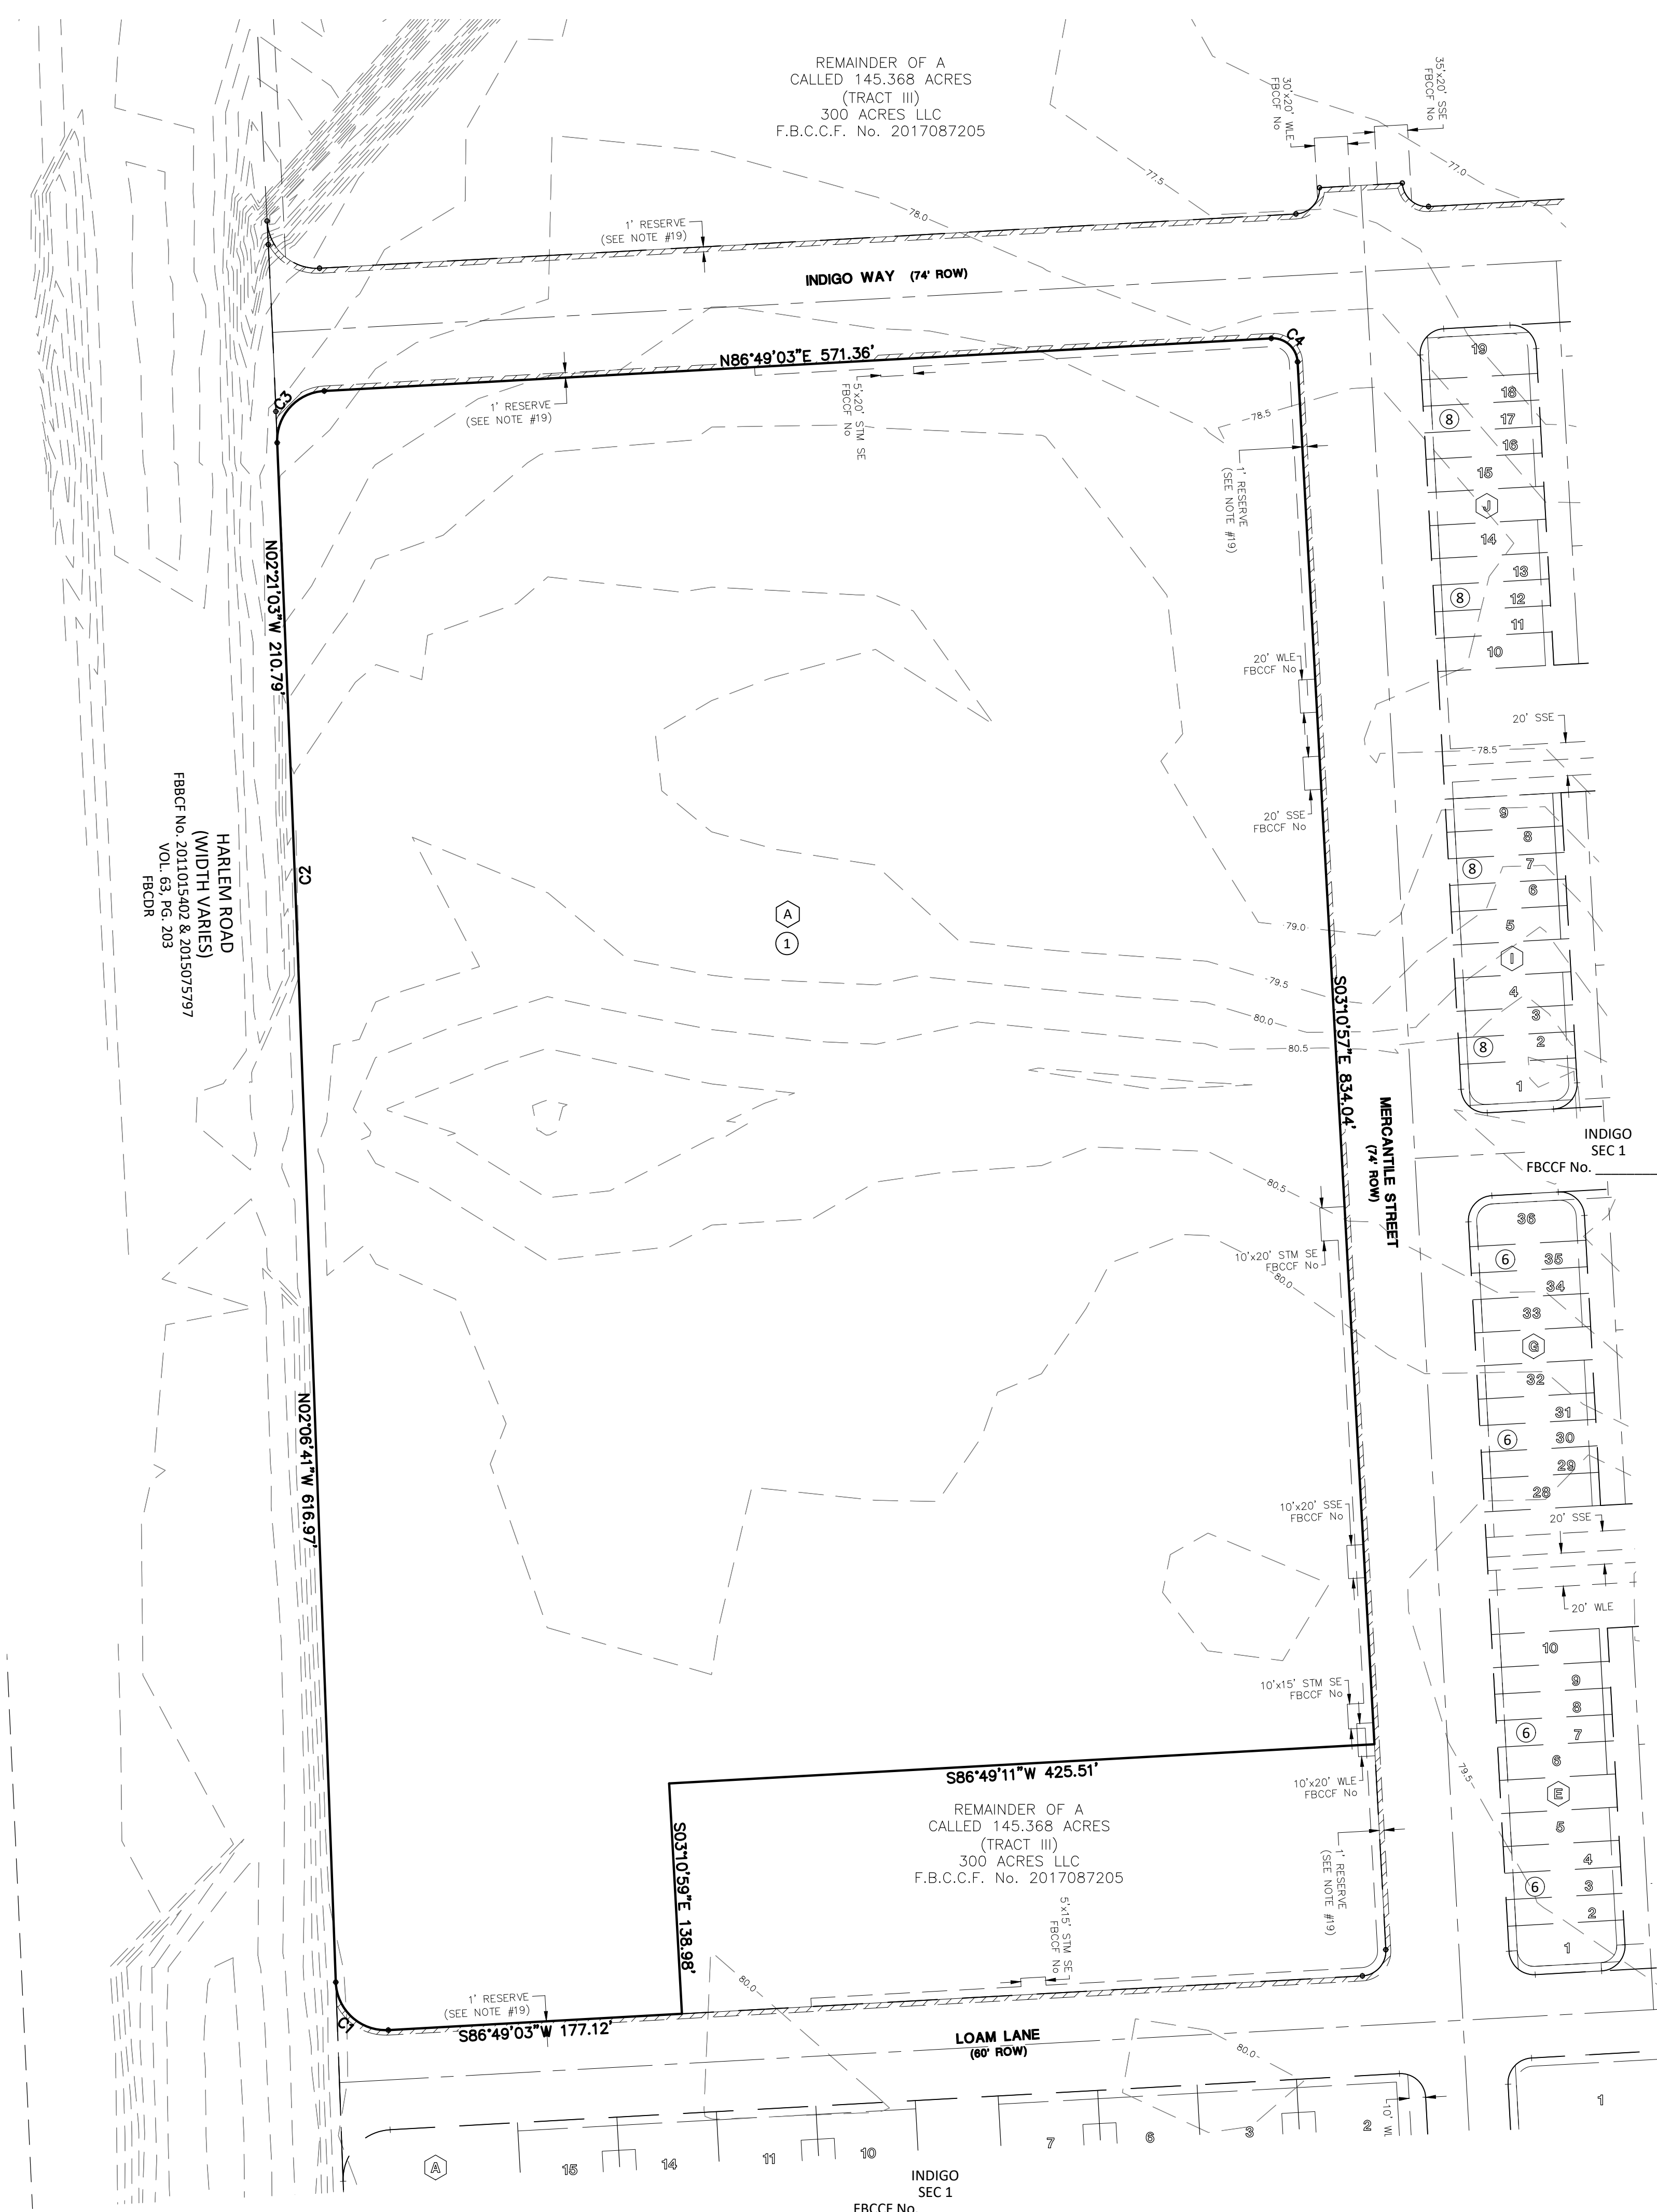 REMAINDER OF A
CALLED 145.368 ACRES
(TRACT III)
300 ACRES LLC
F.B.C.C.F. No. 2017087205
30'x20' WLE
FBCCF No
35'x20' SSE
FBCCF No
77.5
77.0
78.0
1' RESERVE
(SEE NOTE #19)
INDIGO WAY (74' ROW)
N86°49'03"E 571.36'
C4
C3
1' RESERVE
(SEE NOTE #19)
5'x20' STM SE
FBCCF No
78.5
1' RESERVE
(SEE NOTE #19)
19
18
8
17
16
15
J
14
13
8
12
11
10
N02°21'03"W 210.79'
20' WLE
FBCCF No
20' SSE
78.5
20' SSE
FBCCF No
9
8
8
7
6
5
I
4
3
8
2
1
HARLEM ROAD
(WIDTH VARIES)
FBBCF No. 2011015402 & 2015075797
VOL. 63, PG. 203
FBCDR
C2
A
1
79.0
79.5
80.0
80.5
S03°10'57"E 834.04'
MERCANTILE STREET
(74' ROW)
INDIGO
SEC 1
FBCCF No.
80.5
10'x20' STM SE
FBCCF No
80.0
36
6
35
34
33
G
32
31
6
30
29
28
N02°06'41"W 616.97'
10'x20' SSE
FBCCF No
20' SSE
20' WLE
10'x15' STM SE
FBCCF No
10
9
8
6
7
6
E
5
4
6
3
2
1
79.5
S86°49'11"W 425.51'
10'x20' WLE
FBCCF No
REMAINDER OF A
CALLED 145.368 ACRES
(TRACT III)
300 ACRES LLC
F.B.C.C.F. No. 2017087205
S03°10'59"E 138.98'
1' RESERVE
(SEE NOTE #19)
5'x15' STM SE
FBCCF No
80.0
1' RESERVE
(SEE NOTE #19)
C1
S86°49'03"W 177.12'
LOAM LANE
(60' ROW)
80.0
A
15
14
11
10
7
6
3
2
10' WL
1
INDIGO
SEC 1
FBCCF No.